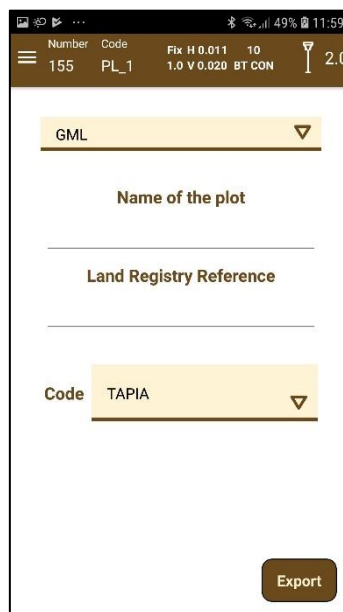 49% 11:59
Number Code Fix H 0.011 10
155 PL_1 1.0 V 0.020 BT CON 2.0
GML
Name of the plot
Land Registry Reference
Code TAPIA
Export